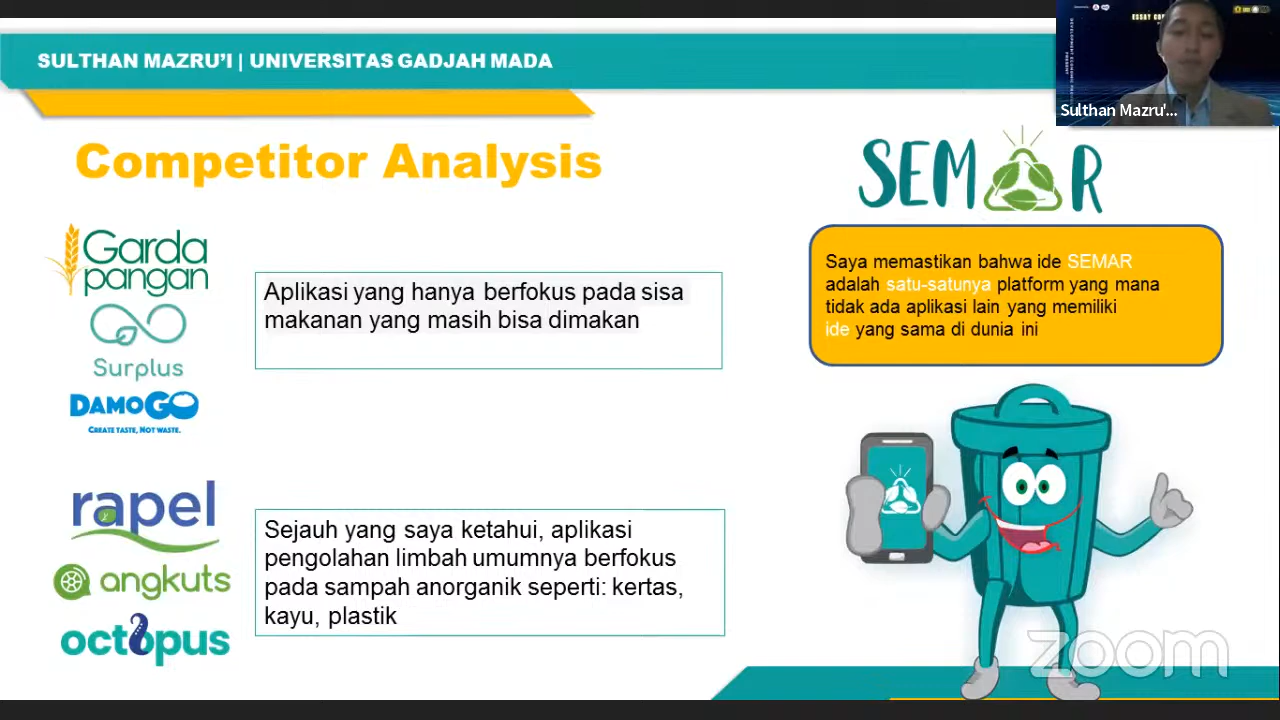 SULTHAN MAZRU'I | UNIVERSITAS GADJAH MADA
Sulthan Mazru'...
Competitor Analysis
SEMAR
Garda
pangan
Surplus
DAMOGO
CREATE TASTE, NOT WASTE.
Aplikasi yang hanya berfokus pada sisa
makanan yang masih bisa dimakan
Saya memastikan bahwa ide SEMAR
adalah satu-satunya platform yang mana
tidak ada aplikasi lain yang memiliki
ide yang sama di dunia ini
rapel
angkuts
octopus
Sejauh yang saya ketahui, aplikasi
pengolahan limbah umumnya berfokus
pada sampah anorganik seperti: kertas,
kayu, plastik
zoom